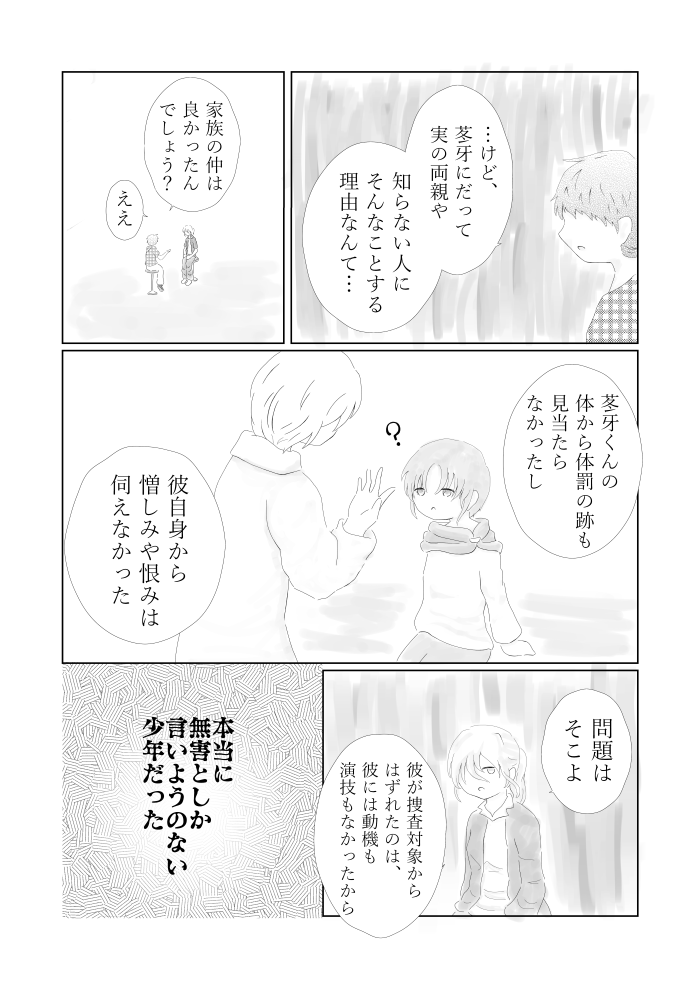 …けど、
茎牙にだって
実の両親や
知らない人に
そんなことする
理由なんて…
家族の仲は
良かったん
でしょう？
ええ
茎牙くんの
体から体罰の跡も
見当たら
なかったし
?
彼自身から
憎しみや恨みは
伺えなかった
問題は
そこよ
彼が捜査対象から
はずれたのは、
彼には動機も
演技もなかったから
本当に
無害としか
言いようのない
少年だった